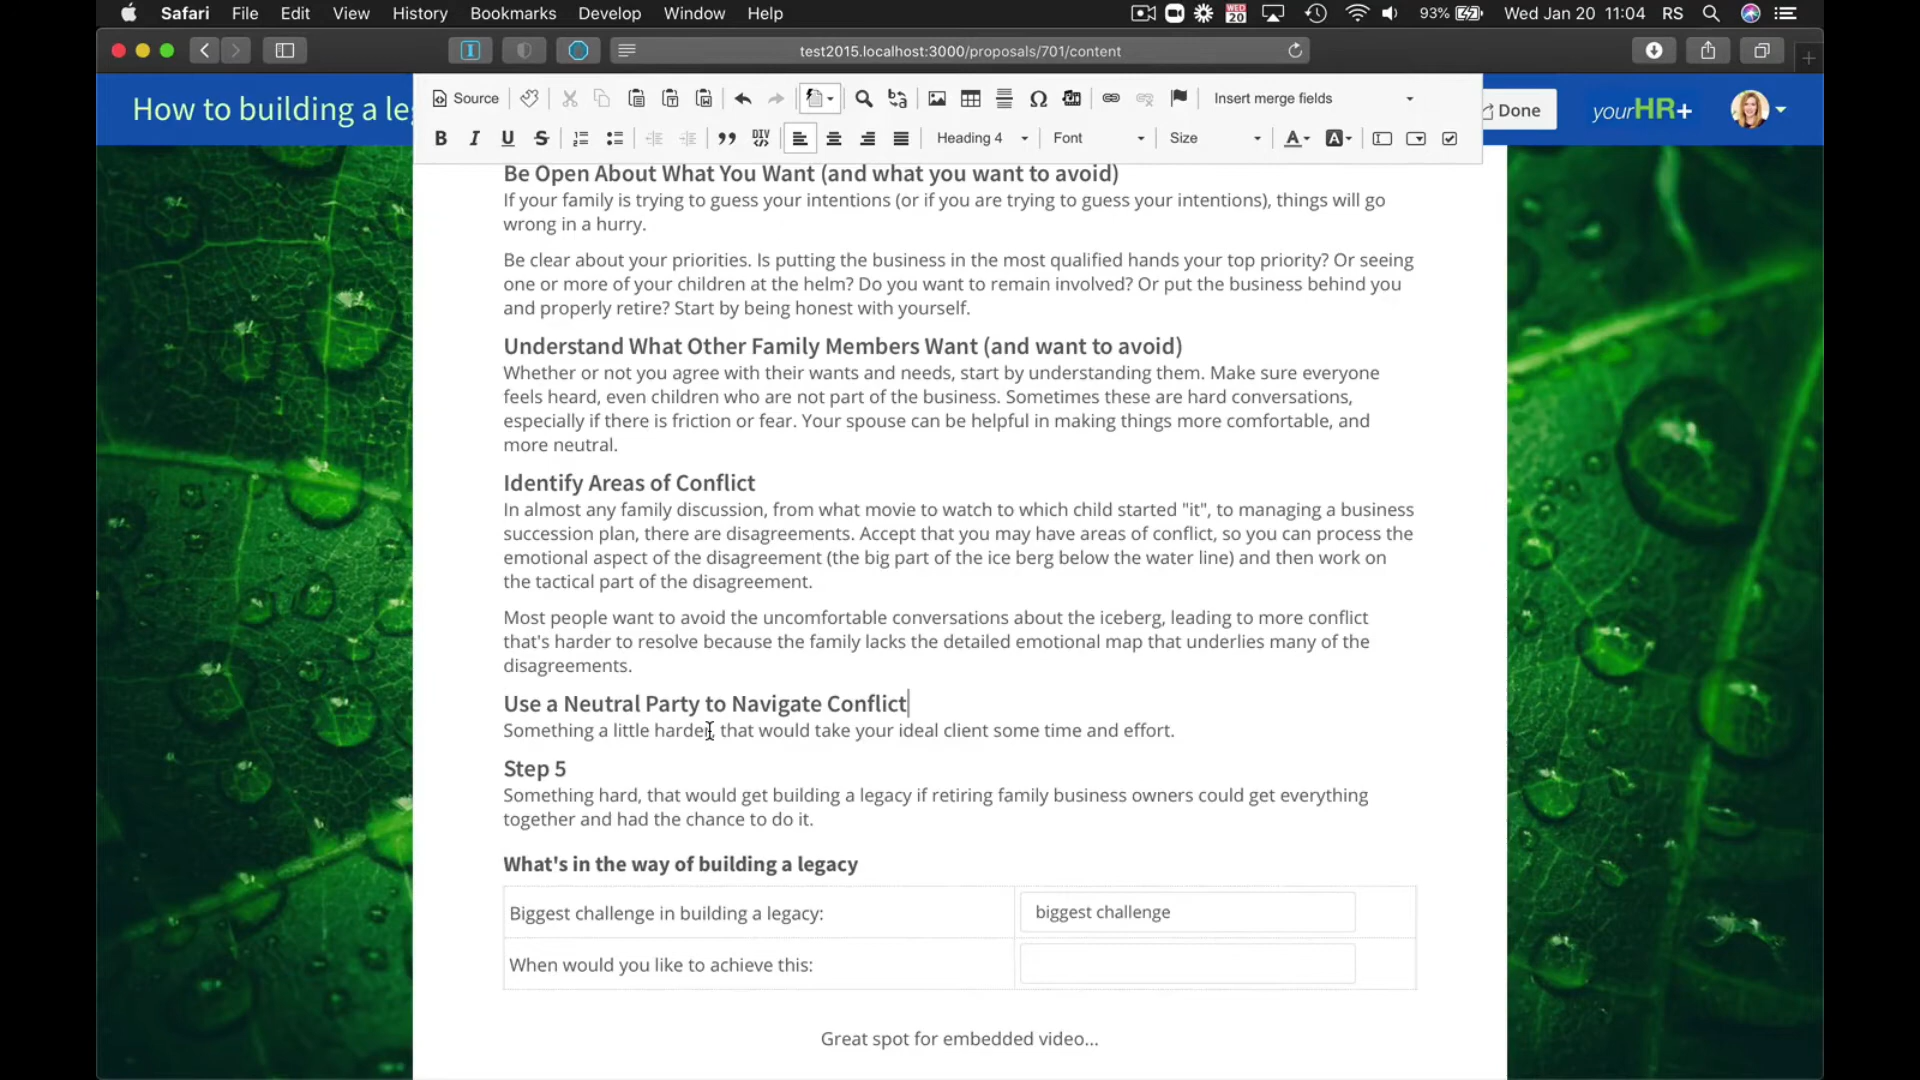 Safari File Edit View History Bookmarks Develop Window Help WED 20 93% Wed Jan 20 11:04 RS
test2015.localhost:3000/proposals/701/content
How to building a leg
Source Insert merge fields
B I U S DIV Heading 4 Font Size A A
Done
yourHR+
Be Open About What You Want (and what you want to avoid)
If your family is trying to guess your intentions (or if you are trying to guess your intentions), things will go
wrong in a hurry.
Be clear about your priorities. Is putting the business in the most qualified hands your top priority? Or seeing
one or more of your children at the helm? Do you want to remain involved? Or put the business behind you
and properly retire? Start by being honest with yourself.
Understand What Other Family Members Want (and want to avoid)
Whether or not you agree with their wants and needs, start by understanding them. Make sure everyone
feels heard, even children who are not part of the business. Sometimes these are hard conversations,
especially if there is friction or fear. Your spouse can be helpful in making things more comfortable, and
more neutral.
Identify Areas of Conflict
In almost any family discussion, from what movie to watch to which child started "it", to managing a business
succession plan, there are disagreements. Accept that you may have areas of conflict, so you can process the
emotional aspect of the disagreement (the big part of the ice berg below the water line) and then work on
the tactical part of the disagreement.
Most people want to avoid the uncomfortable conversations about the iceberg, leading to more conflict
that's harder to resolve because the family lacks the detailed emotional map that underlies many of the
disagreements.
Use a Neutral Party to Navigate Conflict
Something a little harder, that would take your ideal client some time and effort.
Step 5
Something hard, that would get building a legacy if retiring family business owners could get everything
together and had the chance to do it.
What's in the way of building a legacy
Biggest challenge in building a legacy: biggest challenge
When would you like to achieve this:
Great spot for embedded video...